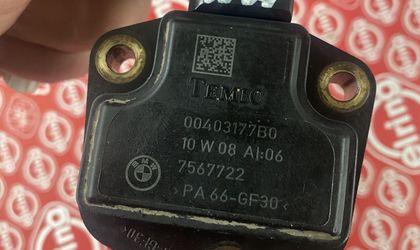 TEMIC
00403177B0
10 W 08 AI:06
7567722
BMW
>PA 66-GF30<